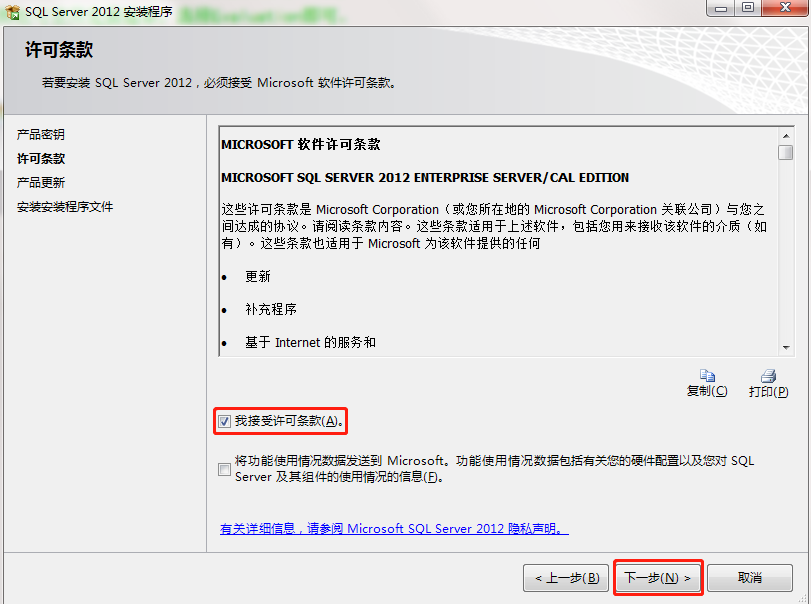 SQL Server 2012 安装程序
许可条款
若要安装 SQL Server 2012，必须接受 Microsoft 软件许可条款。
产品密钥
许可条款
产品更新
安装安装程序文件
MICROSOFT 软件许可条款
MICROSOFT SQL SERVER 2012 ENTERPRISE SERVER/CAL EDITION
这些许可条款是 Microsoft Corporation（或您所在地的 Microsoft Corporation 关联公司）与您之
间达成的协议。请阅读条款内容。这些条款适用于上述软件，包括您用来接收该软件的介质（如
有）。这些条款也适用于 Microsoft 为该软件提供的任何
• 更新
• 补充程序
• 基于 Internet 的服务和
复制(C) 打印(P)
我接受许可条款(A)。
将功能使用情况数据发送到 Microsoft。功能使用情况数据包括有关您的硬件配置以及您对 SQL
Server 及其组件的使用情况的信息(F)。
有关详细信息，请参阅 Microsoft SQL Server 2012 隐私声明。
< 上一步(B) 下一步(N) > 取消